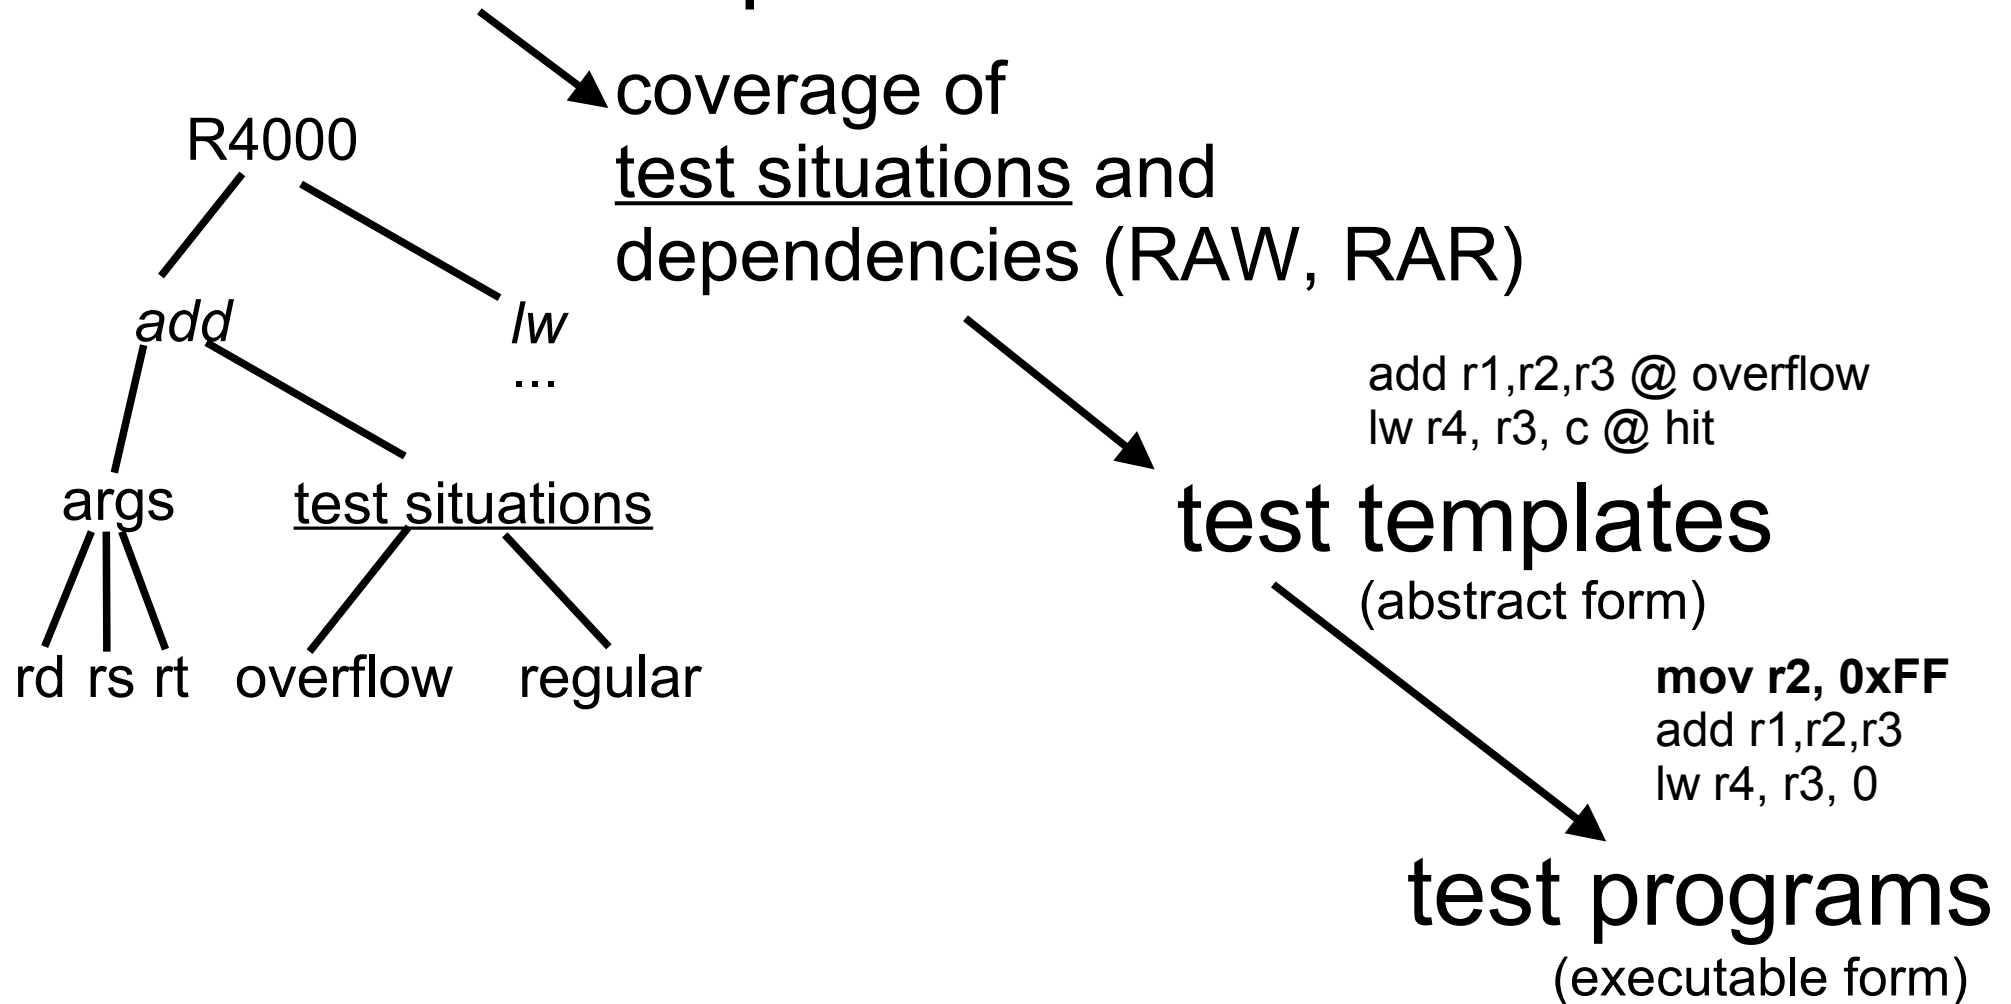 coverage of
test situations and
dependencies (RAW, RAR)
R4000
add
lw
...
args
test situations
rd rs rt
overflow
regular
add r1,r2,r3 @ overflow
lw r4, r3, c @ hit
test templates
(abstract form)
mov r2, 0xFF
add r1,r2,r3
lw r4, r3, 0
test programs
(executable form)